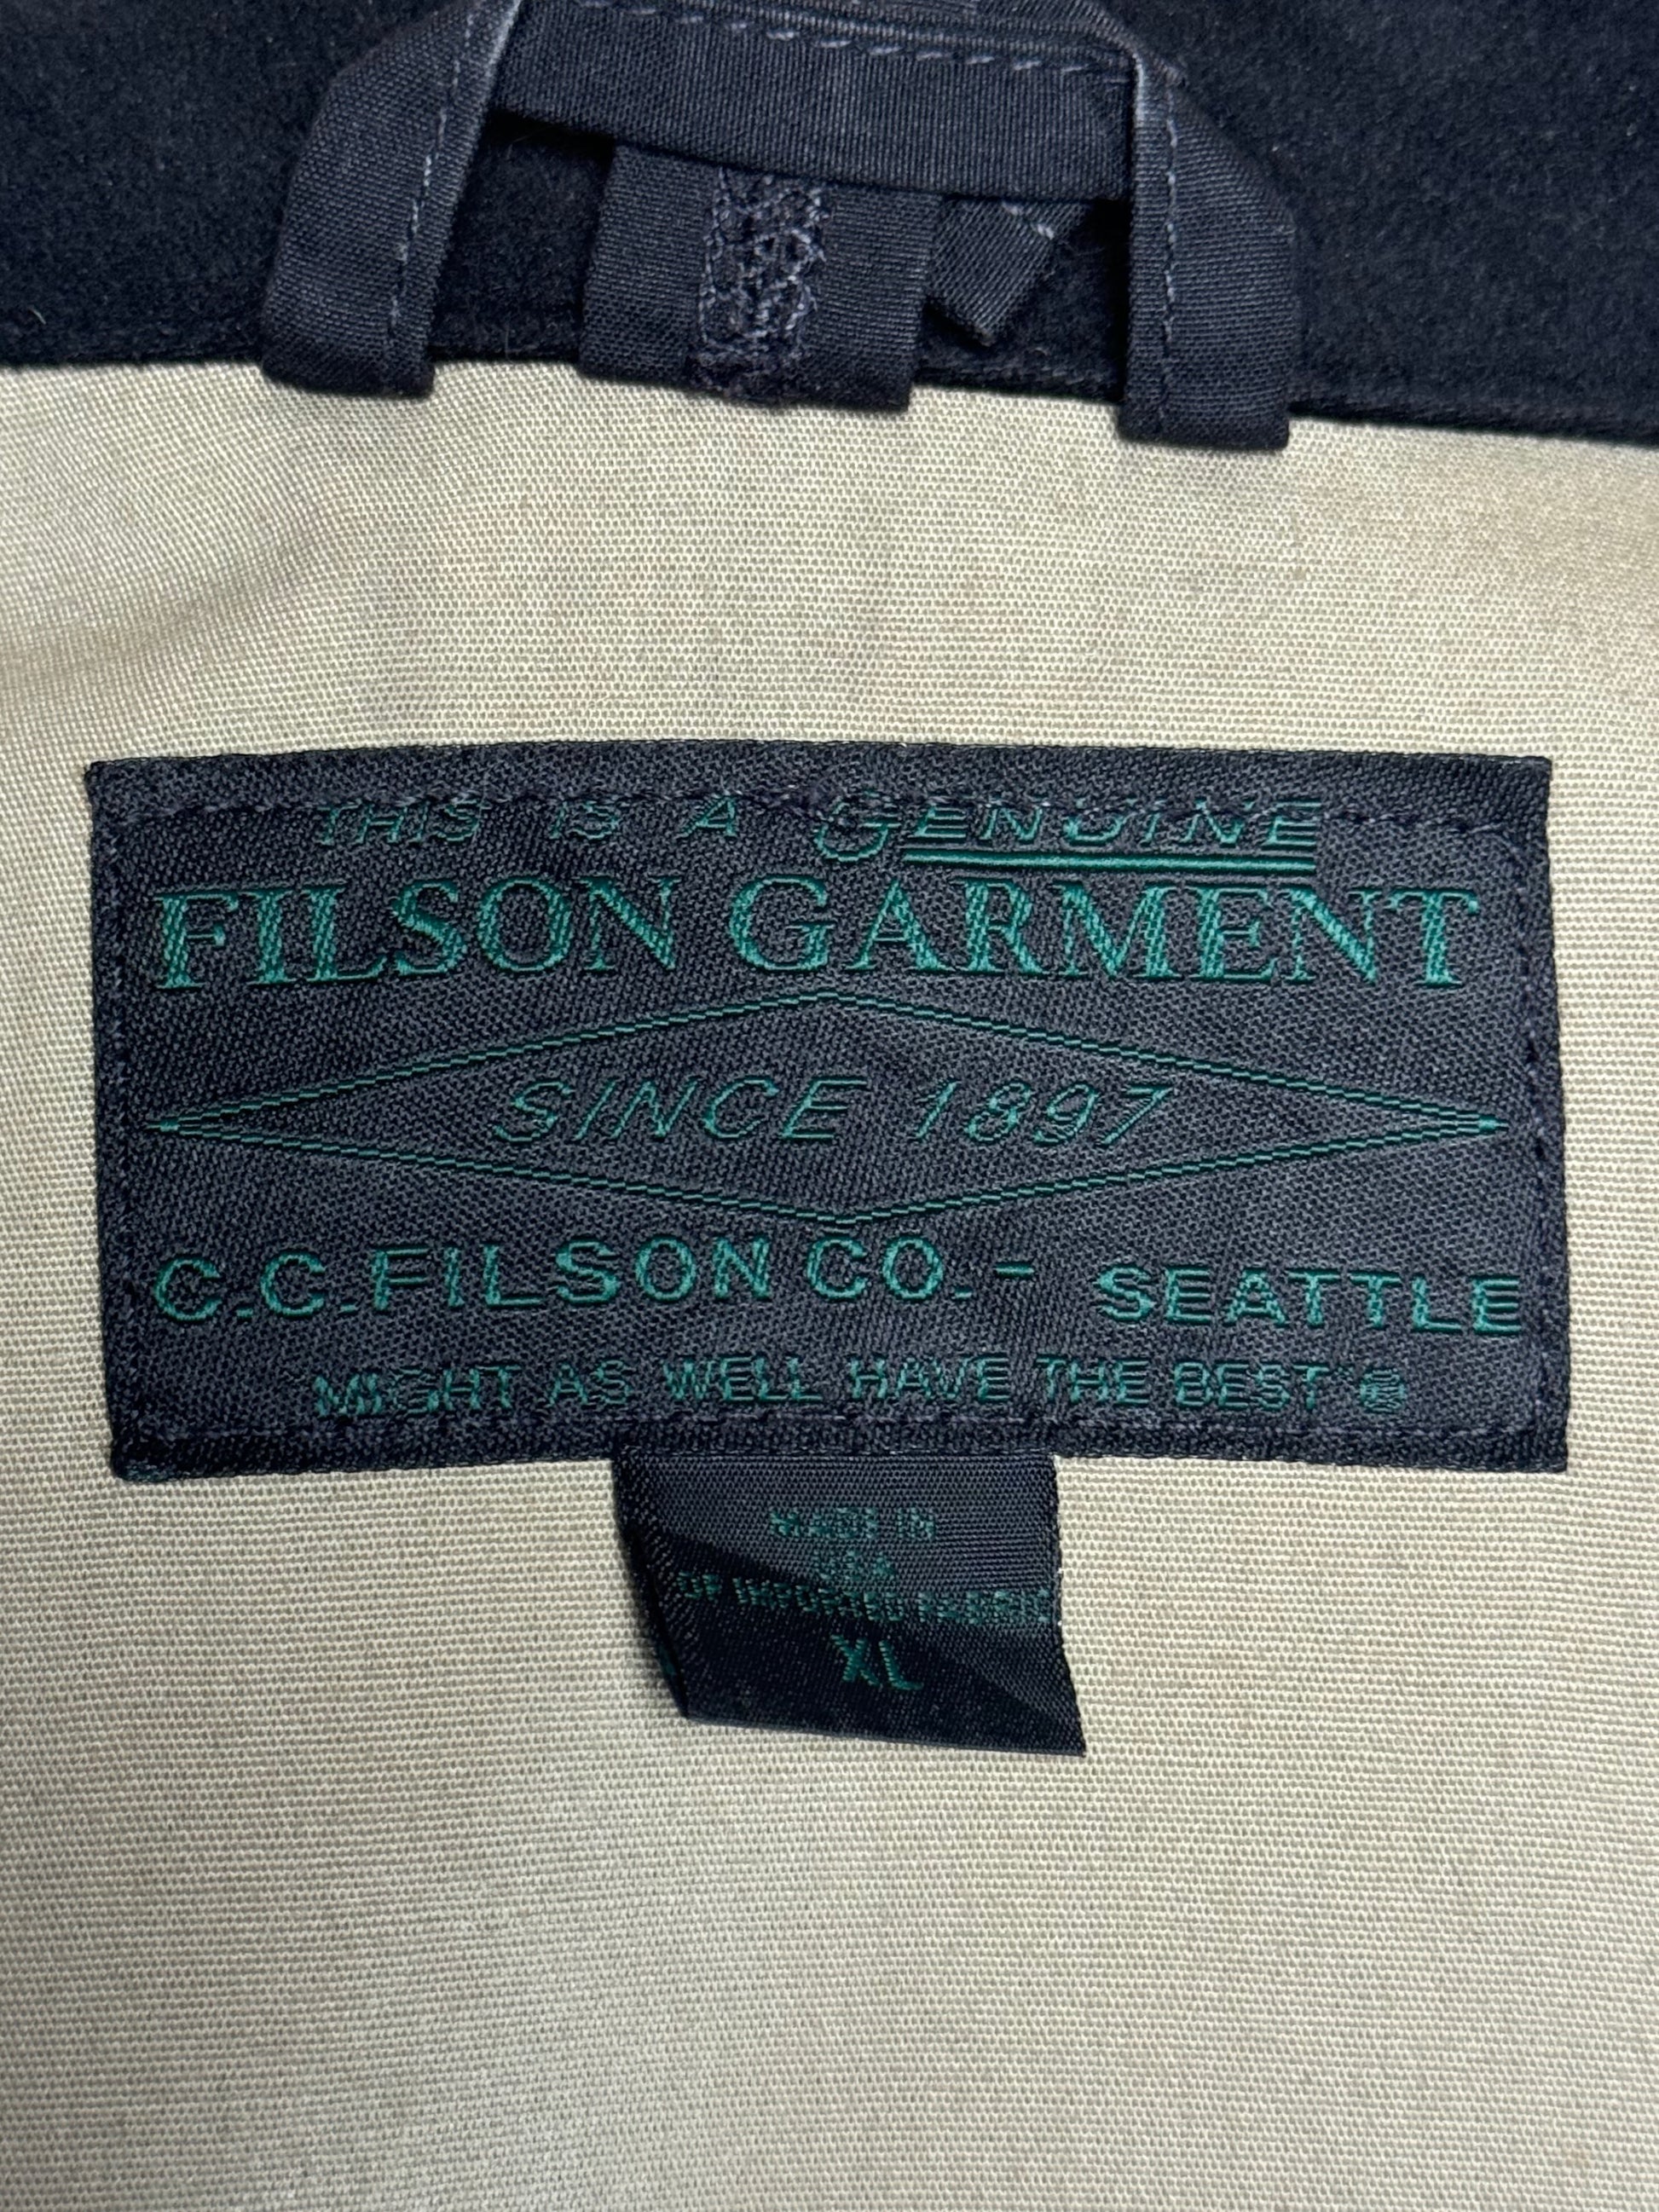 THIS IS A GENUINE
FILSON GARMENT
SINCE 1897
C.C.FILSON CO.- SEATTLE
MIGHT AS WELL HAVE THE BEST"®
MADE IN
USA
OF IMPORTED FABRIC
XL